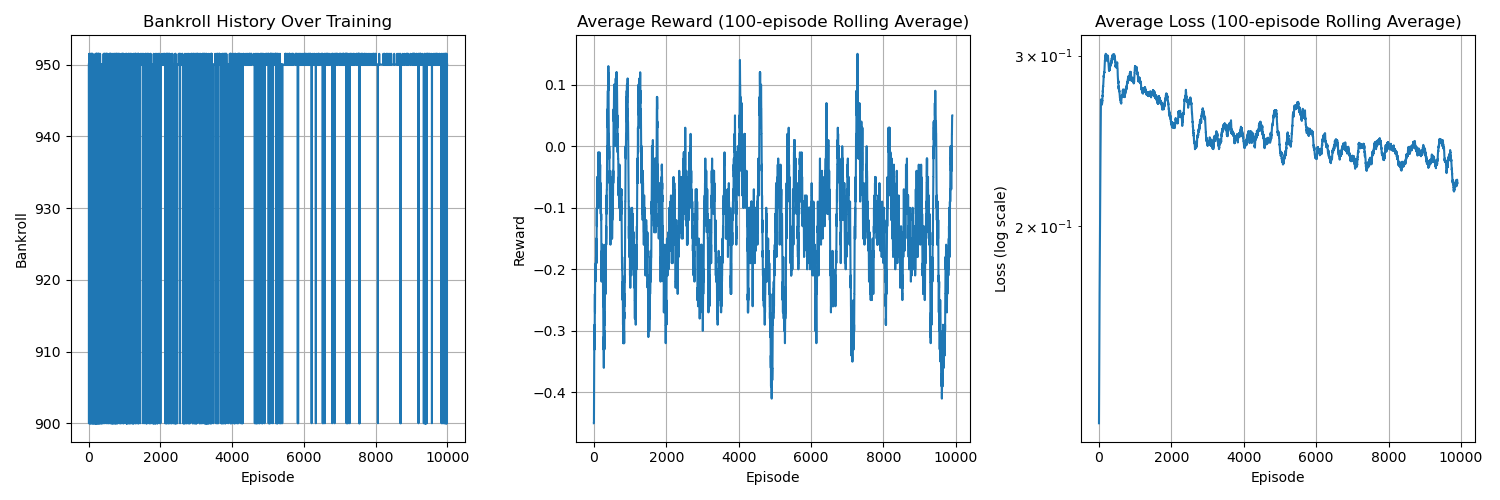 Bankroll History Over Training
950
940
930
920
910
900
Bankroll
0
2000
4000
6000
8000
10000
Episode
Average Reward (100-episode Rolling Average)
0.1
0.0
−0.1
−0.2
−0.3
−0.4
Reward
0
2000
4000
6000
8000
10000
Episode
Average Loss (100-episode Rolling Average)
3 × 10⁻¹
2 × 10⁻¹
Loss (log scale)
0
2000
4000
6000
8000
10000
Episode